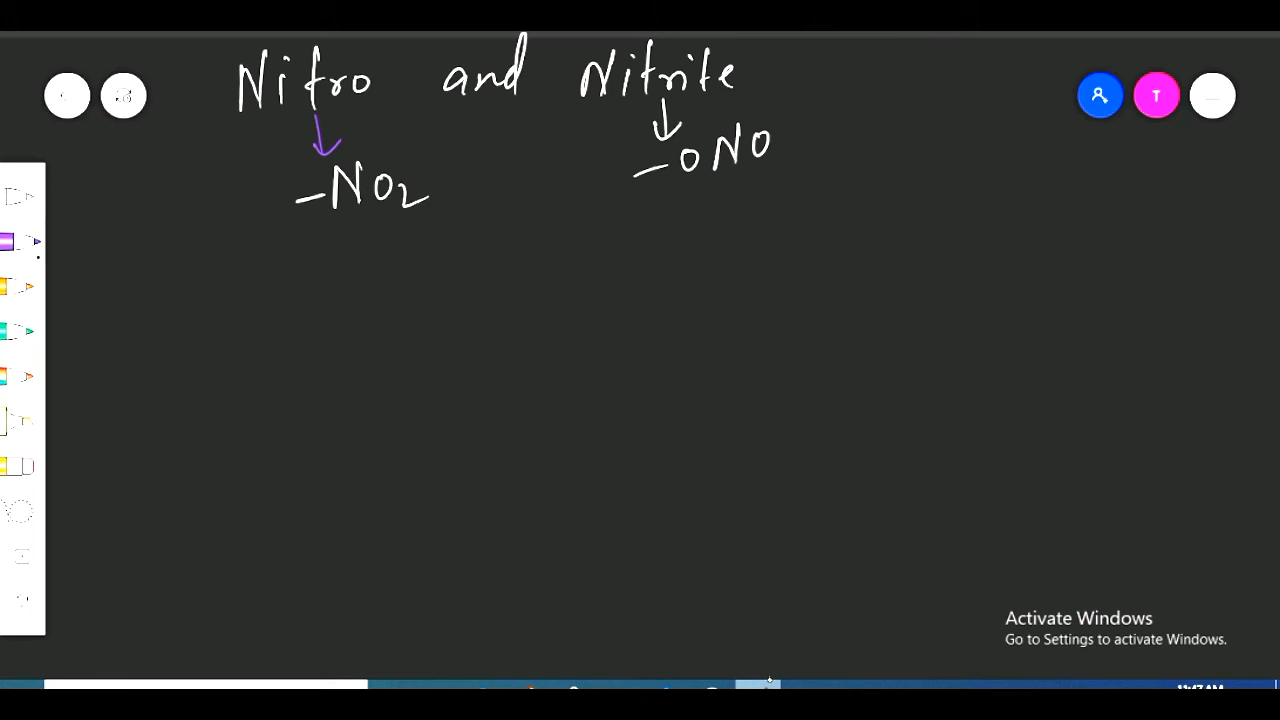 Nitro and Nitrite
-NO2
-ONO
T
Activate Windows
Go to Settings to activate Windows.